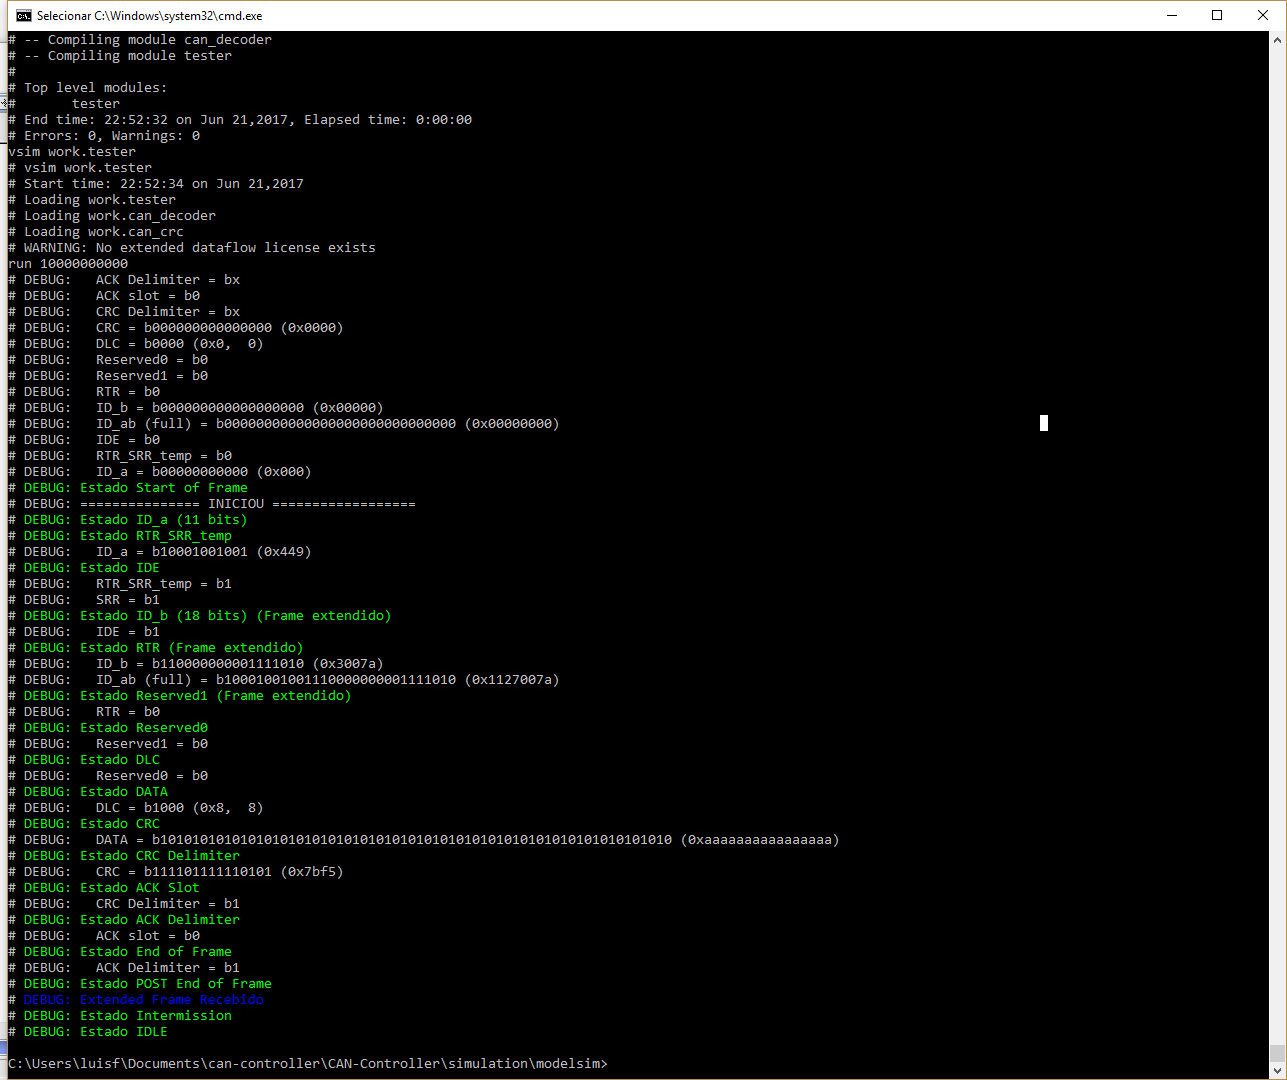 Selecionar C:\Windows\system32\cmd.exe
# -- Compiling module can_decoder
# -- Compiling module tester
#
# Top level modules:
#       tester
# End time: 22:52:32 on Jun 21,2017, Elapsed time: 0:00:00
# Errors: 0, Warnings: 0
vsim work.tester
# vsim work.tester
# Start time: 22:52:34 on Jun 21,2017
# Loading work.tester
# Loading work.can_decoder
# Loading work.can_crc
# WARNING: No extended dataflow license exists
run 10000000000
# DEBUG:   ACK Delimiter = bx
# DEBUG:   ACK slot = b0
# DEBUG:   CRC Delimiter = bx
# DEBUG:   CRC = b000000000000000 (0x0000)
# DEBUG:   DLC = b0000 (0x0,  0)
# DEBUG:   Reserved0 = b0
# DEBUG:   Reserved1 = b0
# DEBUG:   RTR = b0
# DEBUG:   ID_b = b000000000000000000 (0x00000)
# DEBUG:   ID_ab (full) = b00000000000000000000000000000 (0x00000000)
# DEBUG:   IDE = b0
# DEBUG:   RTR_SRR_temp = b0
# DEBUG:   ID_a = b00000000000 (0x000)
# DEBUG: Estado Start of Frame
# DEBUG: =============== INICIOU ==================
# DEBUG: Estado ID_a (11 bits)
# DEBUG: Estado RTR_SRR_temp
# DEBUG:   ID_a = b10001001001 (0x449)
# DEBUG: Estado IDE
# DEBUG:   RTR_SRR_temp = b1
# DEBUG:   SRR = b1
# DEBUG: Estado ID_b (18 bits) (Frame extendido)
# DEBUG:   IDE = b1
# DEBUG: Estado RTR (Frame extendido)
# DEBUG:   ID_b = b110000000001111010 (0x3007a)
# DEBUG:   ID_ab (full) = b10001001001110000000001111010 (0x1127007a)
# DEBUG: Estado Reserved1 (Frame extendido)
# DEBUG:   RTR = b0
# DEBUG: Estado Reserved0
# DEBUG:   Reserved1 = b0
# DEBUG: Estado DLC
# DEBUG:   Reserved0 = b0
# DEBUG: Estado DATA
# DEBUG:   DLC = b1000 (0x8,  8)
# DEBUG: Estado CRC
# DEBUG:   DATA = b1010101010101010101010101010101010101010101010101010101010101010 (0xaaaaaaaaaaaaaaaa)
# DEBUG: Estado CRC Delimiter
# DEBUG:   CRC = b111101111110101 (0x7bf5)
# DEBUG: Estado ACK Slot
# DEBUG:   CRC Delimiter = b1
# DEBUG: Estado ACK Delimiter
# DEBUG:   ACK slot = b0
# DEBUG: Estado End of Frame
# DEBUG:   ACK Delimiter = b1
# DEBUG: Estado POST End of Frame
# DEBUG: Extended Frame Recebido
# DEBUG: Estado Intermission
# DEBUG: Estado IDLE
C:\Users\luisf\Documents\can-controller\CAN-Controller\simulation\modelsim>